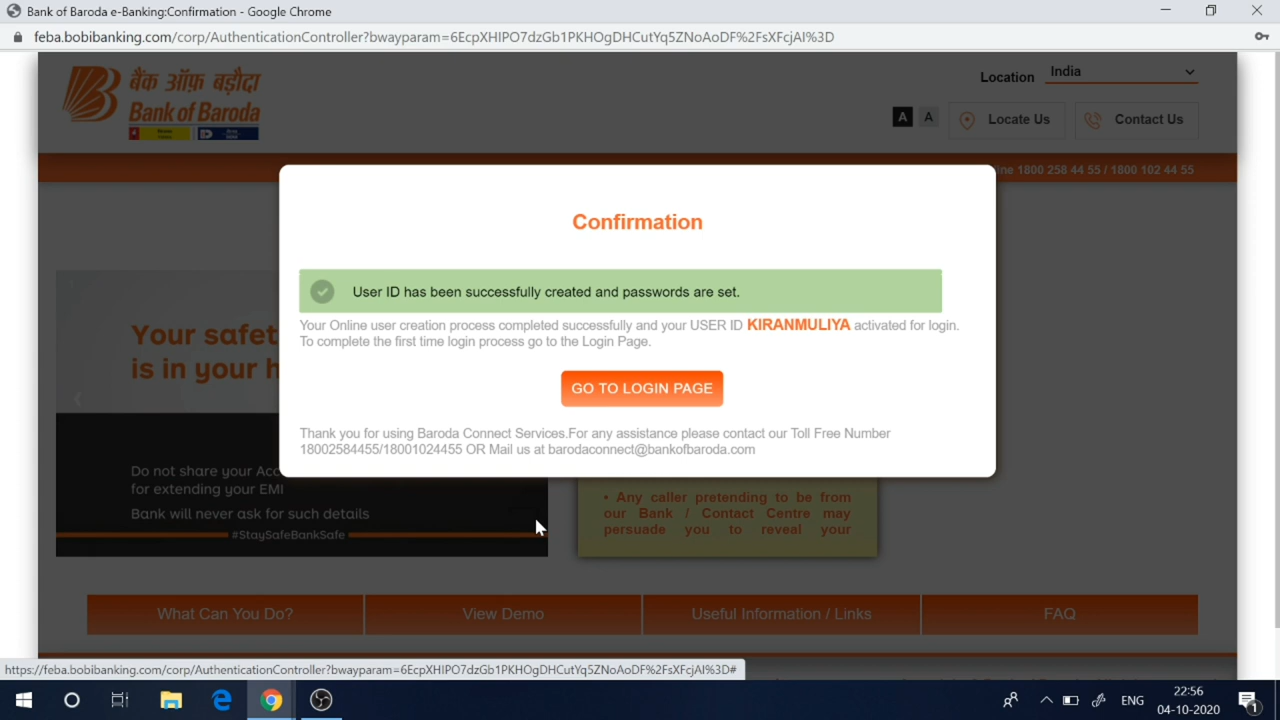 Bank of Baroda e-Banking:Confirmation - Google Chrome
feba.bobibanking.com/corp/AuthenticationController?bwayparam=6EcpXHIPO7dzGb1PKHOgDHCutYq5ZNoAoDF%2FsXFcjAI%3D
बैंक ऑफ़ बड़ौदा
Bank of Baroda
Location India
A A Locate Us Contact Us
ine 1800 258 44 55 / 1800 102 44 55
Confirmation
User ID has been successfully created and passwords are set.
Your Online user creation process completed successfully and your USER ID KIRANMULIYA activated for login.
To complete the first time login process go to the Login Page.
GO TO LOGIN PAGE
Thank you for using Baroda Connect Services.For any assistance please contact our Toll Free Number
18002584455/18001024455 OR Mail us at barodaconnect@bankofbaroda.com
Your safet
is in your h
Do not share your Acc
for extending your EMI
Bank will never ask for such details
#StaySafeBankSafe
• Any caller pretending to be from
our Bank / Contact Centre may
persuade you to reveal your
What Can You Do? View Demo Useful Information / Links FAQ
https://feba.bobibanking.com/corp/AuthenticationController?bwayparam=6EcpXHIPO7dzGb1PKHOgDHCutYq5ZNoAoDF%2FsXFcjAI%3D#
ENG
22:56
04-10-2020
1